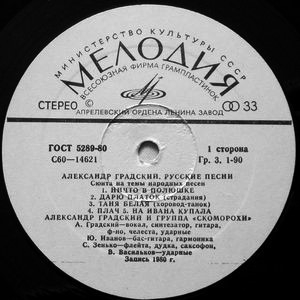 МИНИСТЕРСТВО КУЛЬТУРЫ СССР
МЕЛОДИЯ
ВСЕСОЮЗНАЯ ФИРМА ГРАМПЛАСТИНОК
СТЕРЕО
33
АПРЕЛЕВСКИЙ ОРДЕНА ЛЕНИНА ЗАВОД
ГОСТ 5289-80
1 сторона
С60—14621
Гр. 3. 1-90
АЛЕКСАНДР ГРАДСКИЙ. РУССКИЕ ПЕСНИ
Сюита на темы народных песен
1. НИЧТО В ПОЛЮШКЕ
2. ДАРЮ ПЛАТОК (страдания)
3. ТАНЯ БЕЛАЯ (хоровод-танок)
4. ПЛАЧ 5. НА ИВАНА КУПАЛА
АЛЕКСАНДР ГРАДСКИЙ И ГРУППА «СКОМОРОХИ»
А. Градский—вокал, синтезатор, гитара,
ф-но, челеста, ударные
Ю. Иванов—бас-гитара, гармоника
С. Зенько—флейта, дудка, саксофон,
В. Васильков—ударные
Запись 1980 г.